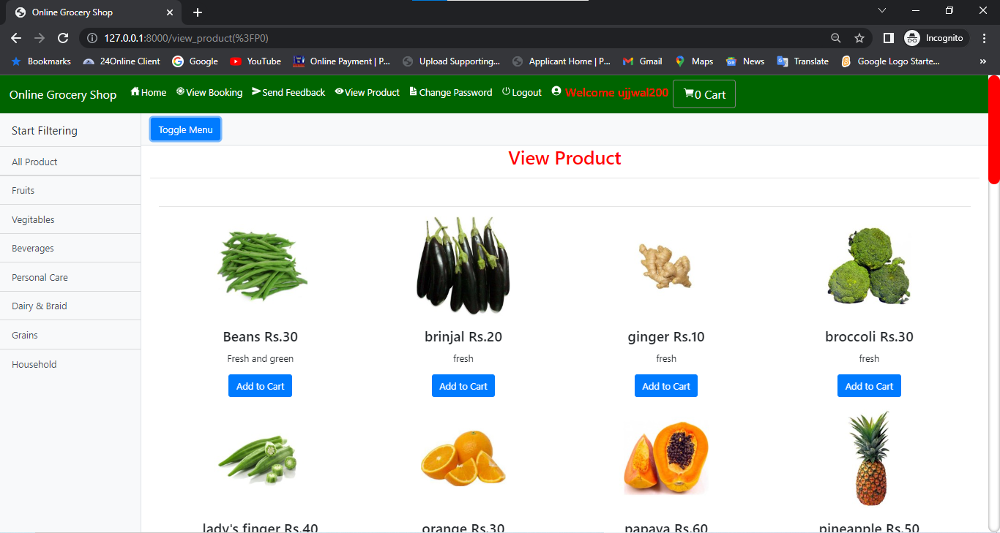 Online Grocery Shop
127.0.0.1:8000/view_product(%3FP0)
Incognito
Bookmarks 24Online Client Google YouTube Online Payment | P... Upload Supporting... Applicant Home | P... Gmail Maps News Translate Google Logo Starte... »
Online Grocery Shop Home View Booking Send Feedback View Product Change Password Logout Welcome ujjwal200 0 Cart
Start Filtering
All Product
Fruits
Vegitables
Beverages
Personal Care
Dairy & Braid
Grains
Household
Toggle Menu
View Product
Beans Rs.30 brinjal Rs.20 ginger Rs.10 broccoli Rs.30
Fresh and green fresh fresh fresh
Add to Cart Add to Cart Add to Cart Add to Cart
lady's finger Rs.40 orange Rs.30 papaya Rs.60 pineapple Rs.50